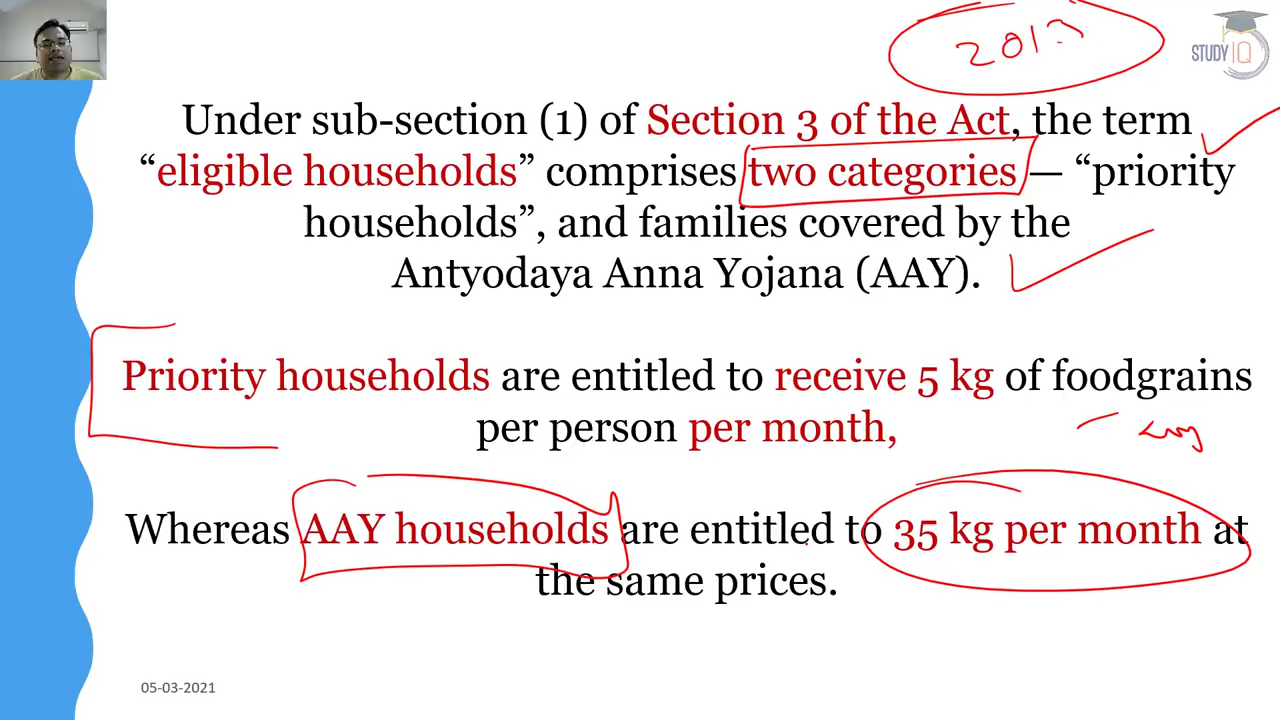 2013
STUDY IQ
Under sub-section (1) of Section 3 of the Act, the term
“eligible households” comprises two categories — “priority
households”, and families covered by the
Antyodaya Anna Yojana (AAY).
Priority households are entitled to receive 5 kg of foodgrains
per person per month,
Whereas AAY households are entitled to 35 kg per month at
the same prices.
05-03-2021